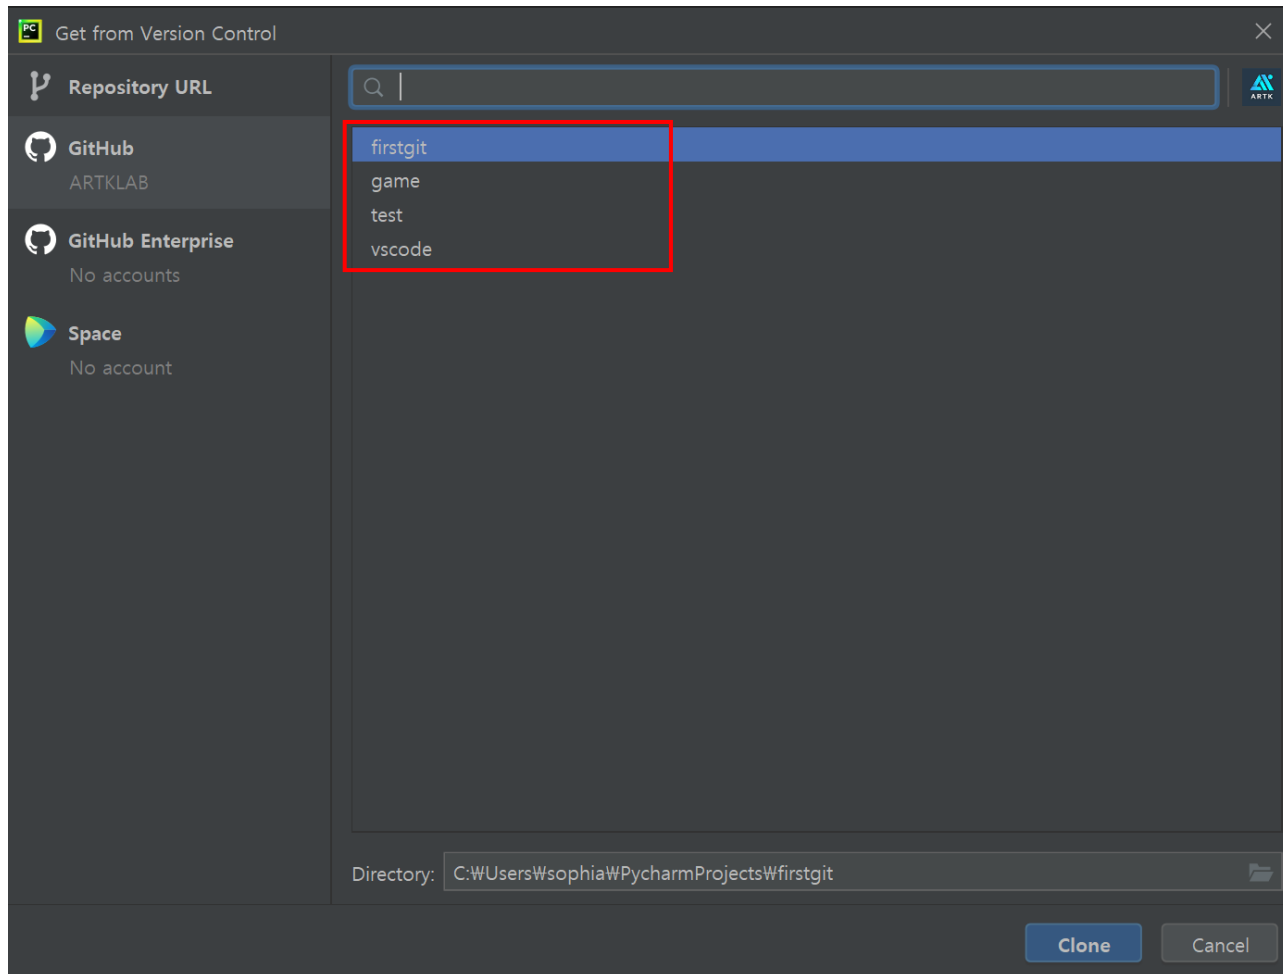 PC
Get from Version Control
Repository URL
GitHub
ARTKLAB
GitHub Enterprise
No accounts
Space
No account
ARTK
firstgit
game
test
vscode
Directory: C:₩Users₩sophia₩PycharmProjects₩firstgit
Clone Cancel